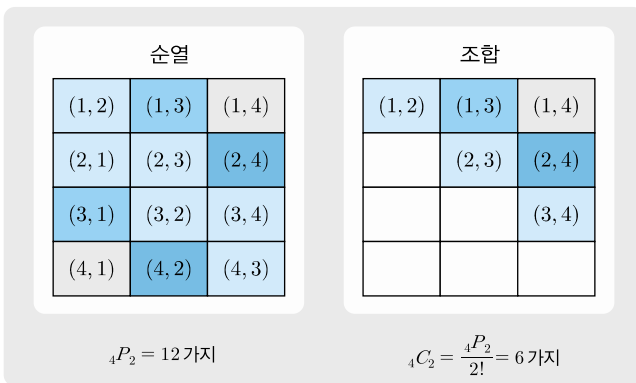 순열
(1, 2) (1, 3) (1, 4)
(2, 1) (2, 3) (2, 4)
(3, 1) (3, 2) (3, 4)
(4, 1) (4, 2) (4, 3)
₄P₂ = 12 가지
조합
(1, 2) (1, 3) (1, 4)
(2, 3) (2, 4)
(3, 4)
₄C₂ = ₄P₂/2! = 6 가지